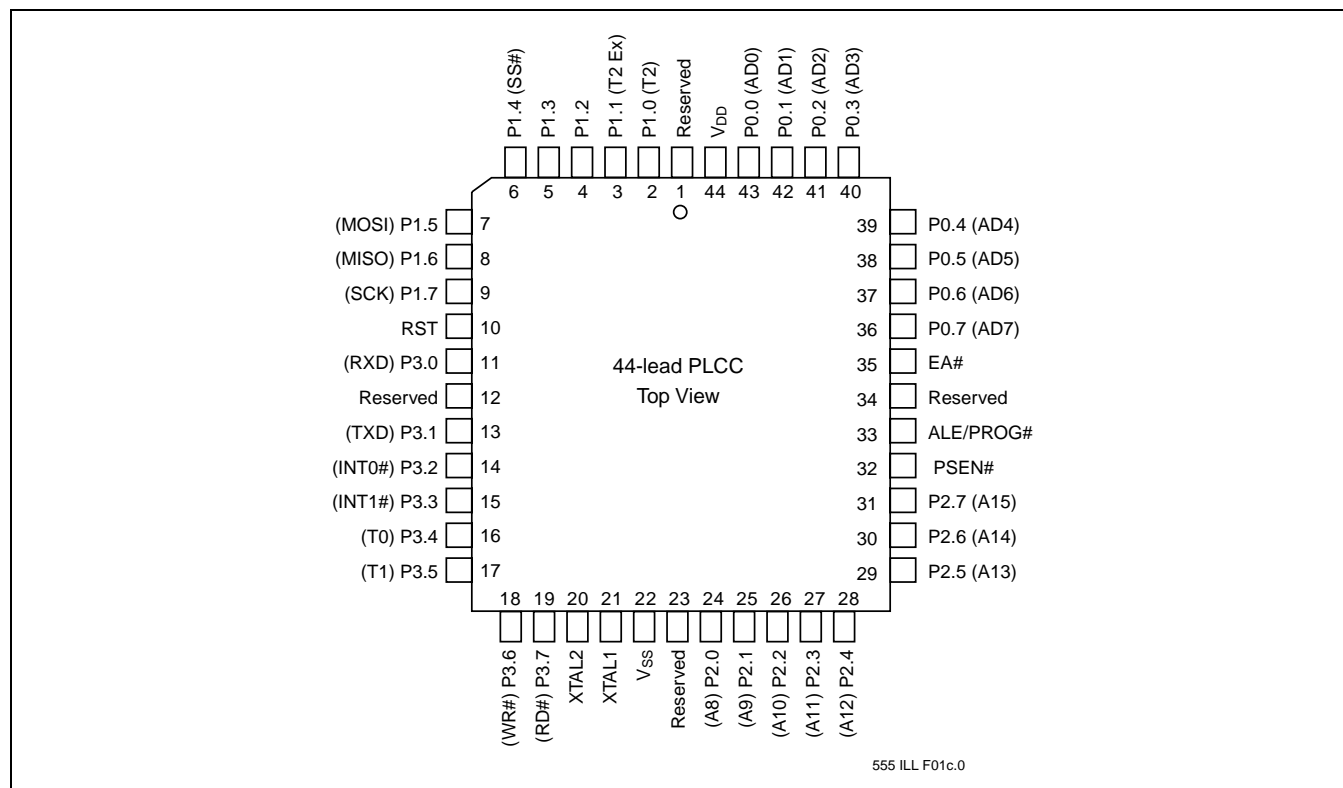 P1.4 (SS#)
P1.3
P1.2
P1.1 (T2 Ex)
P1.0 (T2)
Reserved
VDD
P0.0 (AD0)
P0.1 (AD1)
P0.2 (AD2)
P0.3 (AD3)
6 5 4 3 2 1 44 43 42 41 40
(MOSI) P1.5 7
(MISO) P1.6 8
(SCK) P1.7 9
RST 10
(RXD) P3.0 11
Reserved 12
(TXD) P3.1 13
(INT0#) P3.2 14
(INT1#) P3.3 15
(T0) P3.4 16
(T1) P3.5 17
44-lead PLCC
Top View
39 P0.4 (AD4)
38 P0.5 (AD5)
37 P0.6 (AD6)
36 P0.7 (AD7)
35 EA#
34 Reserved
33 ALE/PROG#
32 PSEN#
31 P2.7 (A15)
30 P2.6 (A14)
29 P2.5 (A13)
18 19 20 21 22 23 24 25 26 27 28
(WR#) P3.6
(RD#) P3.7
XTAL2
XTAL1
VSS
Reserved
(A8) P2.0
(A9) P2.1
(A10) P2.2
(A11) P2.3
(A12) P2.4
555 ILL F01c.0